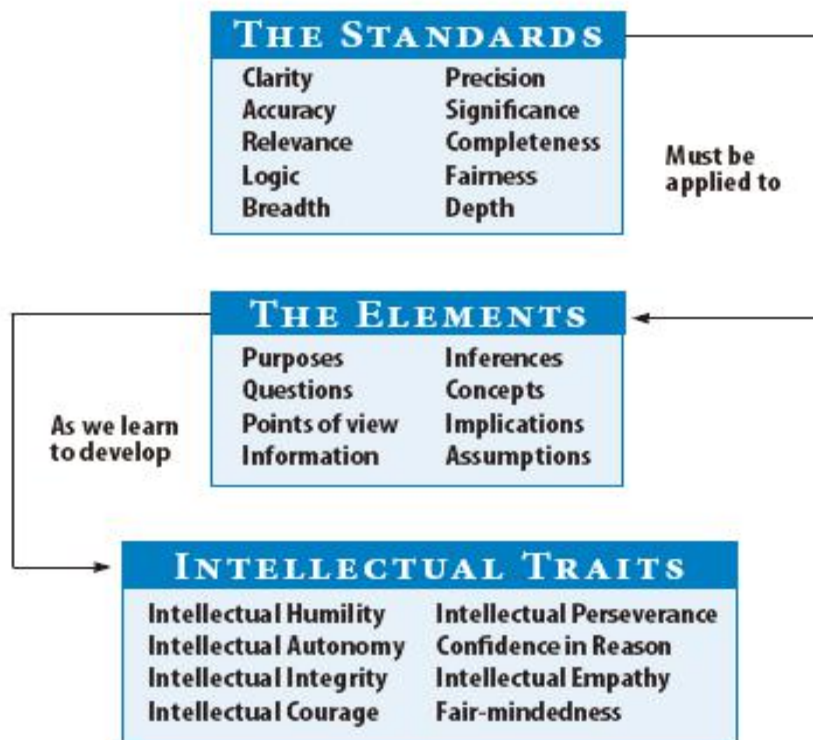 THE STANDARDS
Clarity Precision
Accuracy Significance
Relevance Completeness
Logic Fairness
Breadth Depth
Must be
applied to
THE ELEMENTS
Purposes Inferences
Questions Concepts
Points of view Implications
Information Assumptions
As we learn
to develop
INTELLECTUAL TRAITS
Intellectual Humility Intellectual Perseverance
Intellectual Autonomy Confidence in Reason
Intellectual Integrity Intellectual Empathy
Intellectual Courage Fair-mindedness